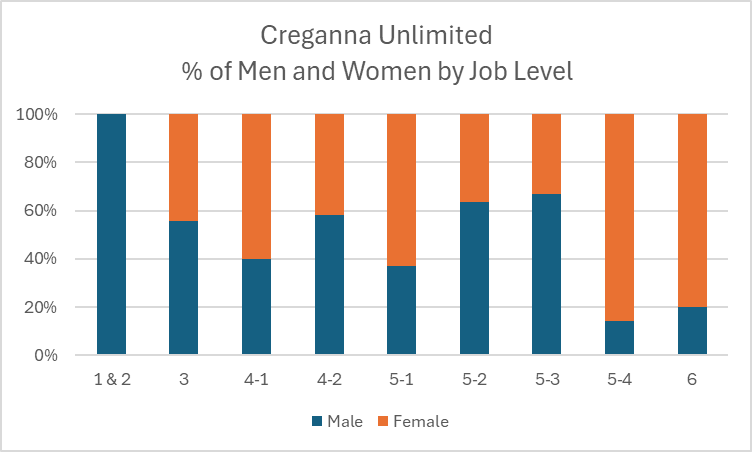 Creganna Unlimited
% of Men and Women by Job Level
100%
80%
60%
40%
20%
0%
1 & 2 3 4-1 4-2 5-1 5-2 5-3 5-4 6
Male Female